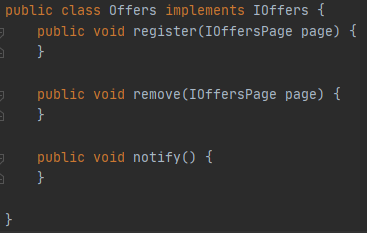 public class Offers implements IOffers {
public void register(IOffersPage page) {
}
public void remove(IOffersPage page) {
}
public void notify() {
}
}